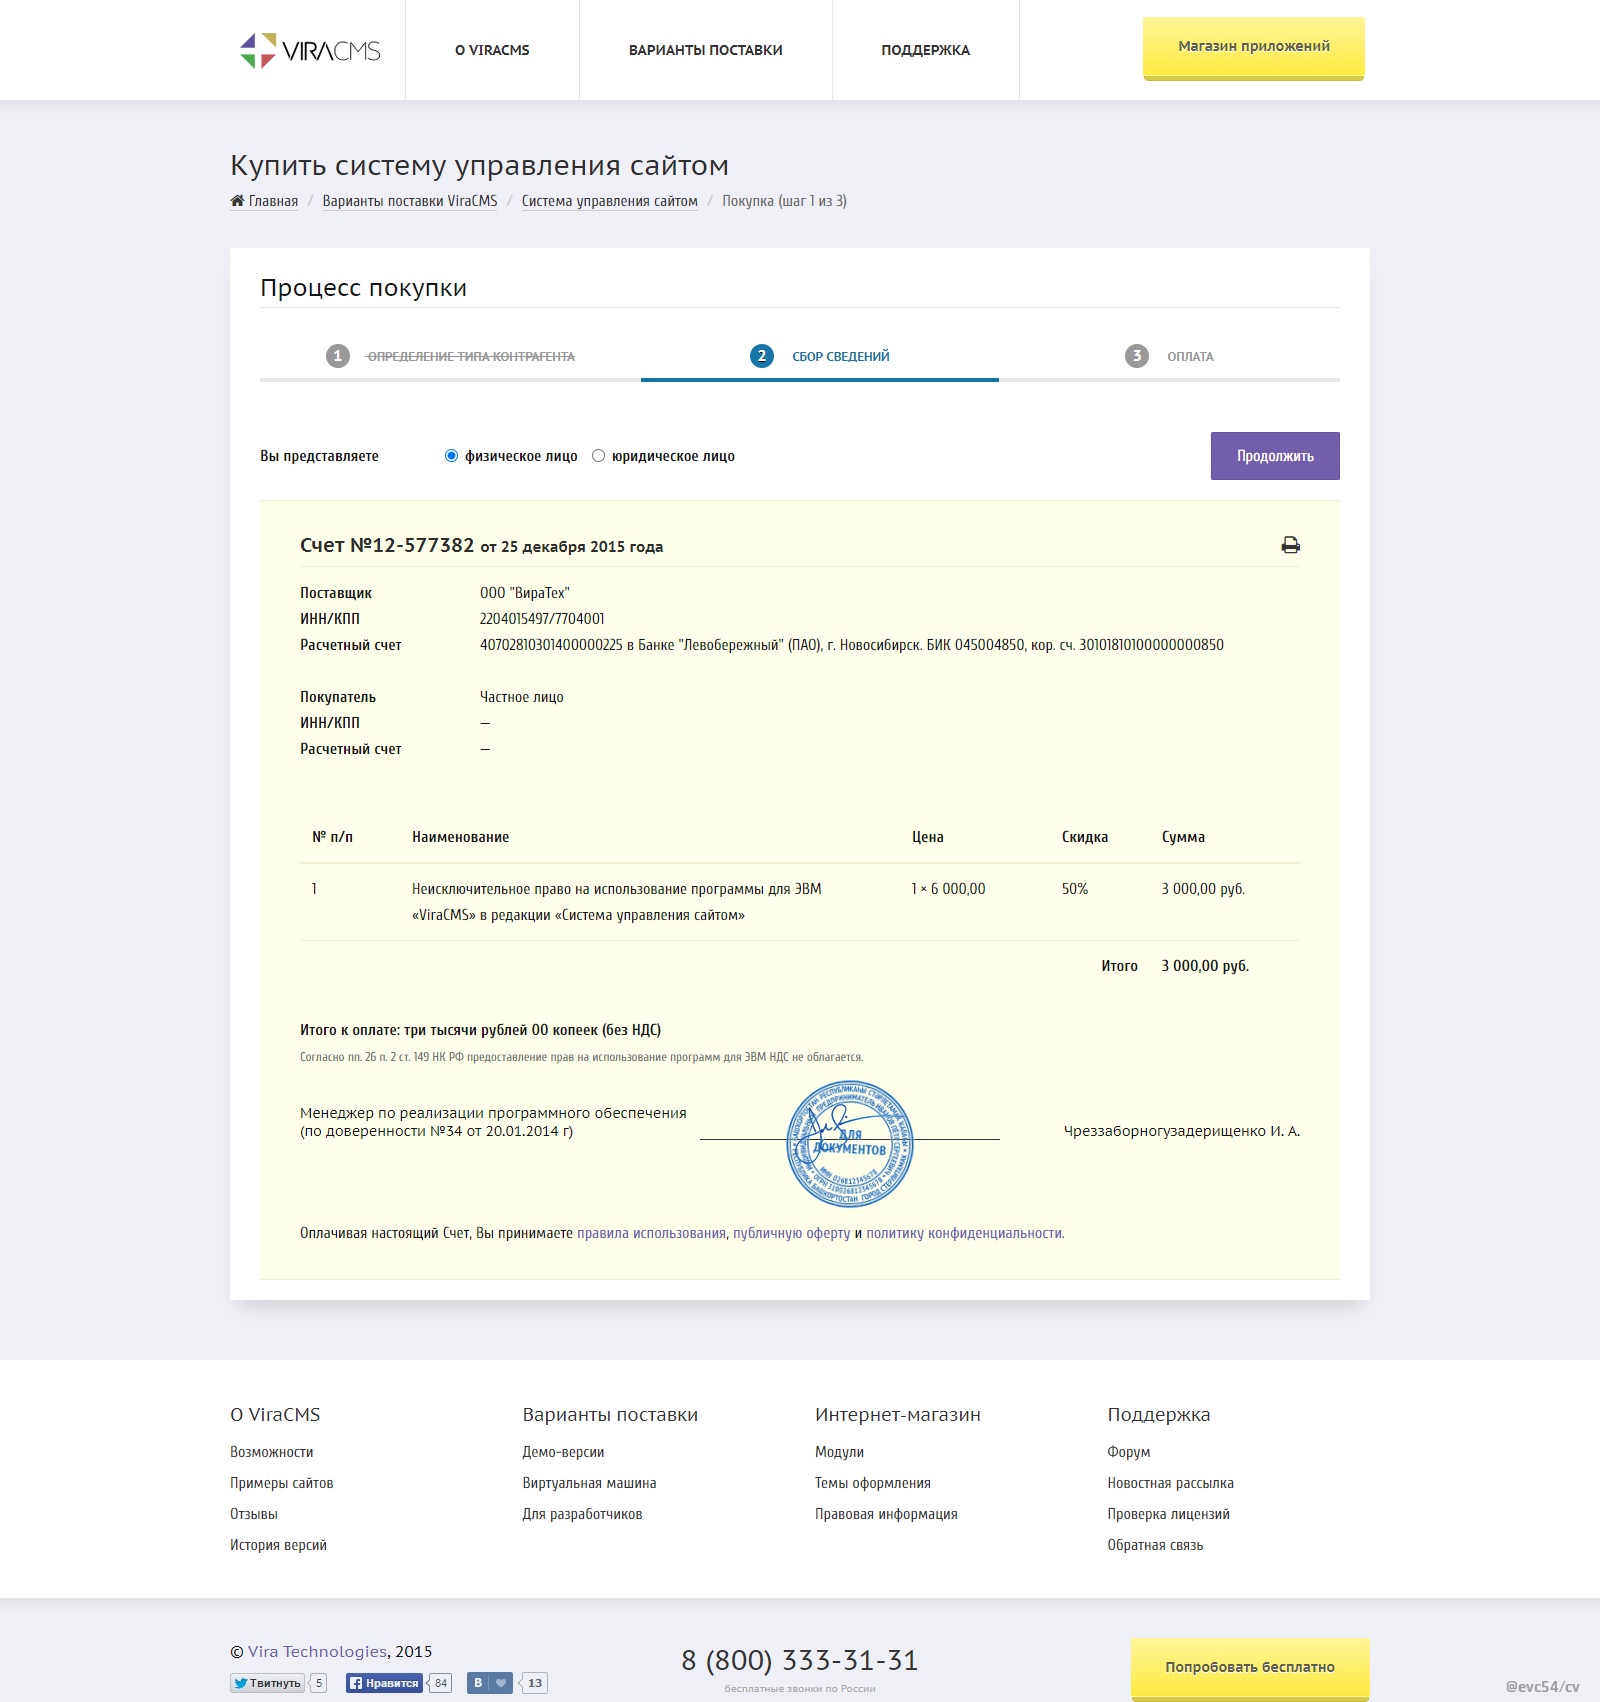 VIRACMS
О VIRACMS
ВАРИАНТЫ ПОСТАВКИ
ПОДДЕРЖКА
Магазин приложений
Купить систему управления сайтом
Главная / Варианты поставки ViraCMS / Система управления сайтом / Покупка (шаг 1 из 3)
Процесс покупки
1 ОПРЕДЕЛЕНИЕ ТИПА КОНТРАГЕНТА
2 СБОР СВЕДЕНИЙ
3 ОПЛАТА
Вы представляете физическое лицо юридическое лицо
Продолжить
Счет №12-577382 от 25 декабря 2015 года
Поставщик ООО "ВираТех"
ИНН/КПП 2204015497/7704001
Расчетный счет 40702810301400000225 в Банке "Левобережный" (ПАО), г. Новосибирск. БИК 045004850, кор. сч. 30101810100000000850
Покупатель Частное лицо
ИНН/КПП —
Расчетный счет —
№ п/п Наименование Цена Скидка Сумма
1 Неисключительное право на использование программы для ЭВМ 1 × 6 000,00 50% 3 000,00 руб.
«ViraCMS» в редакции «Система управления сайтом»
Итого 3 000,00 руб.
Итого к оплате: три тысячи рублей 00 копеек (без НДС)
Согласно пп. 26 п. 2 ст. 149 НК РФ предоставление прав на использование программ для ЭВМ НДС не облагается.
Менеджер по реализации программного обеспечения
(по доверенности №34 от 20.01.2014 г)
ДЛЯ
ДОКУМЕНТОВ
Чреззаборногузадерищенко И. А.
Оплачивая настоящий Счет, Вы принимаете правила использования, публичную оферту и политику конфиденциальности.
О ViraCMS
Возможности
Примеры сайтов
Отзывы
История версий
Варианты поставки
Демо-версии
Виртуальная машина
Для разработчиков
Интернет-магазин
Модули
Темы оформления
Правовая информация
Поддержка
Форум
Новостная рассылка
Проверка лицензий
Обратная связь
© Vira Technologies, 2015
Твитнуть 5
Нравится 84
В 13
8 (800) 333-31-31
бесплатные звонки по России
Попробовать бесплатно
@evc54/cv